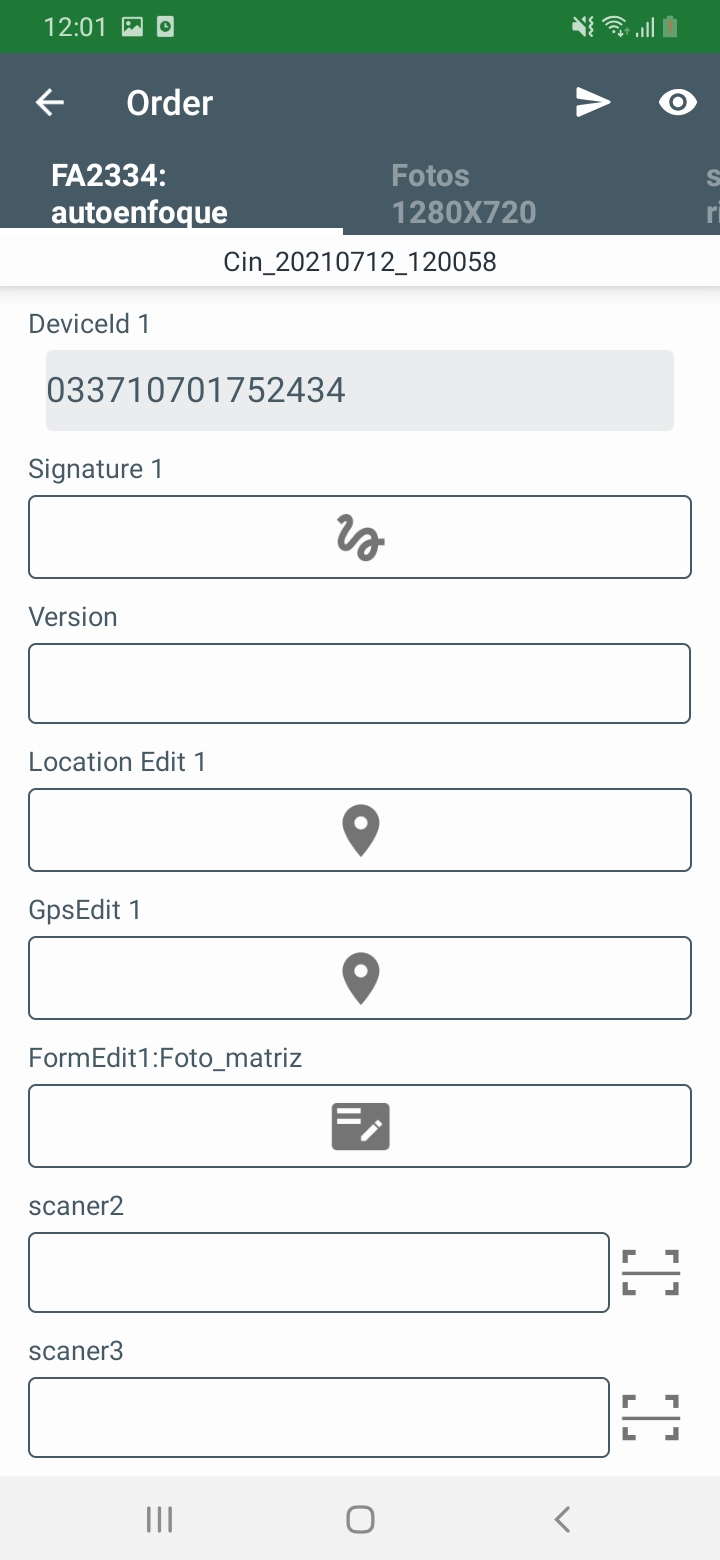 12:01
Order
FA2334:
autoenfoque
Fotos
1280X720
Cin_20210712_120058
DeviceId 1
033710701752434
Signature 1
Version
Location Edit 1
GpsEdit 1
FormEdit1:Foto_matriz
scaner2
scaner3